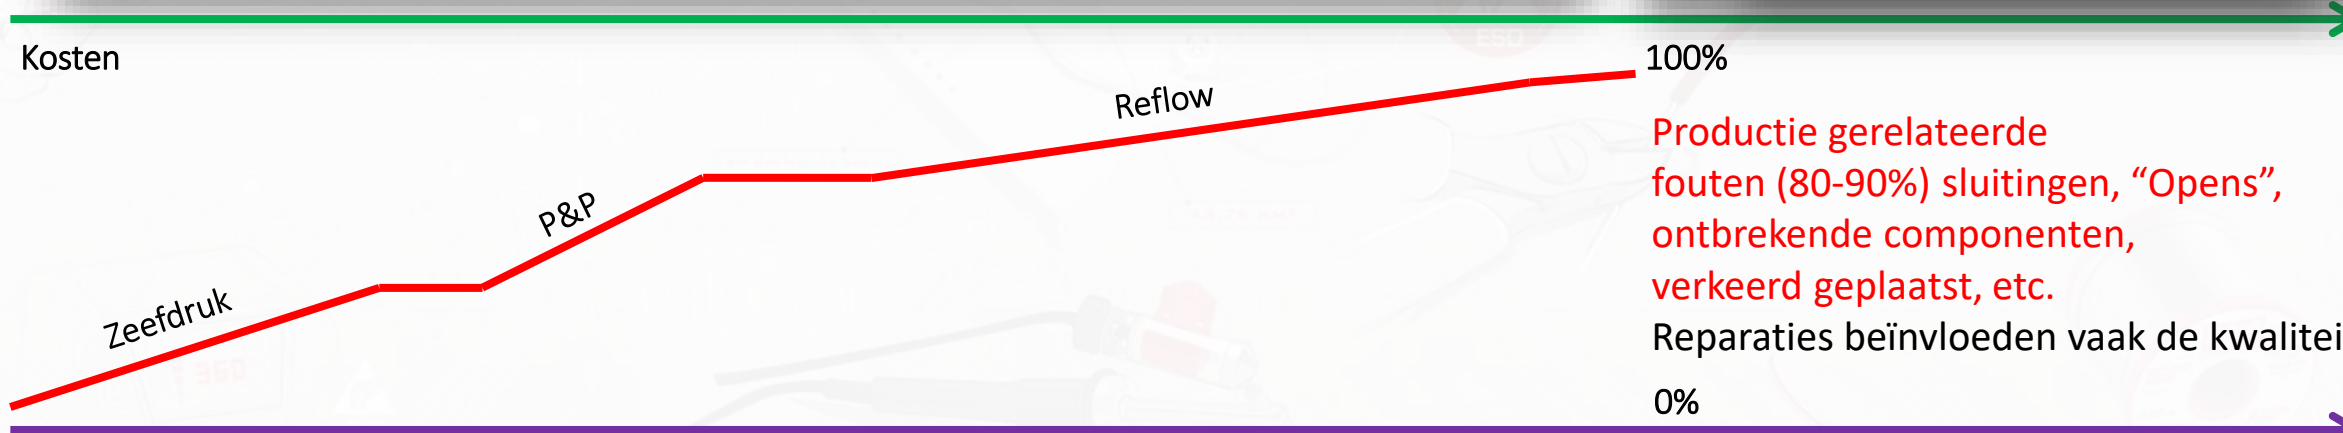 Kosten
100%
Reflow
Productie gerelateerde
fouten (80-90%) sluitingen, “Opens”,
P&P
ontbrekende componenten,
verkeerd geplaatst, etc.
Zeefdruk
Reparaties beïnvloeden vaak de kwalitei
0%